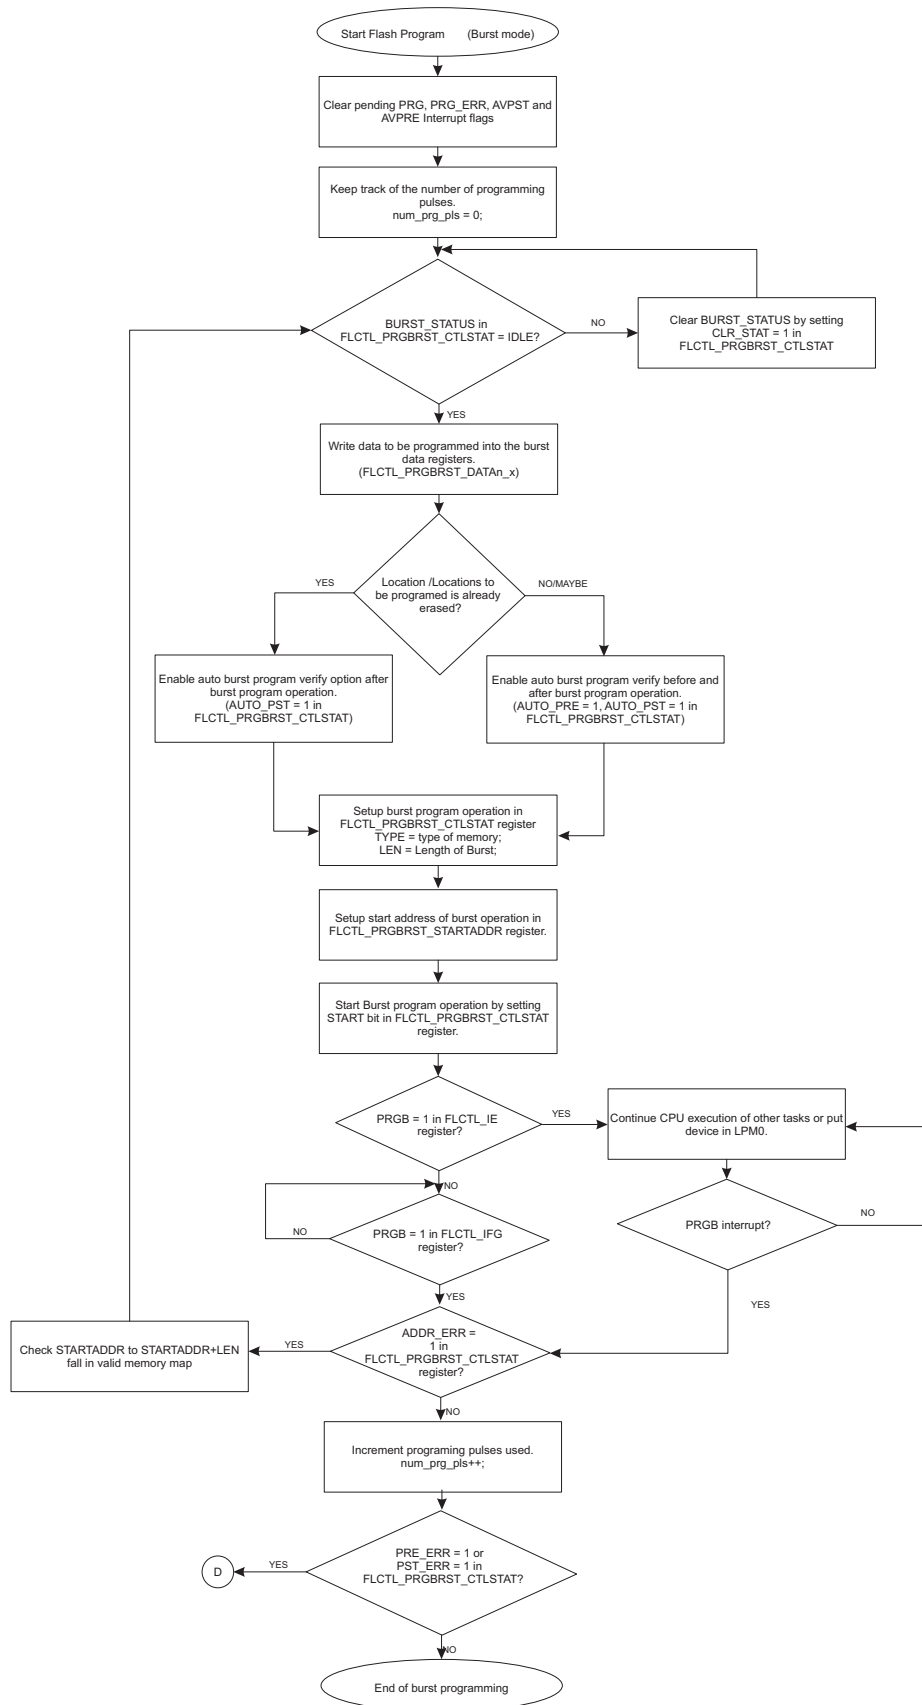 Start Flash Program (Burst mode)
Clear pending PRG, PRG_ERR, AVPST and
AVPRE Interrupt flags
Keep track of the number of programming
pulses.
num_prg_pls = 0;
BURST_STATUS in
FLCTL_PRGBRST_CTLSTAT = IDLE?
NO
Clear BURST_STATUS by setting
CLR_STAT = 1 in
FLCTL_PRGBRST_CTLSTAT
YES
Write data to be programmed into the burst
data registers.
(FLCTL_PRGBRST_DATAn_x)
Location /Locations to
be programed is already
erased?
YES
NO/MAYBE
Enable auto burst program verify option after
burst program operation.
(AUTO_PST = 1 in
FLCTL_PRGBRST_CTLSTAT)
Enable auto burst program verify before and
after burst program operation.
(AUTO_PRE = 1, AUTO_PST = 1 in
FLCTL_PRGBRST_CTLSTAT)
Setup burst program operation in
FLCTL_PRGBRST_CTLSTAT register
TYPE = type of memory;
LEN = Length of Burst;
Setup start address of burst operation in
FLCTL_PRGBRST_STARTADDR register.
Start Burst program operation by setting
START bit in FLCTL_PRGBRST_CTLSTAT
register.
PRGB = 1 in FLCTL_IE
register?
YES
Continue CPU execution of other tasks or put
device in LPM0.
NO
PRGB = 1 in FLCTL_IFG
register?
NO
PRGB interrupt?
NO
YES
YES
ADDR_ERR =
1 in
FLCTL_PRGBRST_CTLSTAT
register?
YES
Check STARTADDR to STARTADDR+LEN
fall in valid memory map
NO
Increment programing pulses used.
num_prg_pls++;
PRE_ERR = 1 or
PST_ERR = 1 in
FLCTL_PRGBRST_CTLSTAT?
YES
D
NO
End of burst programming